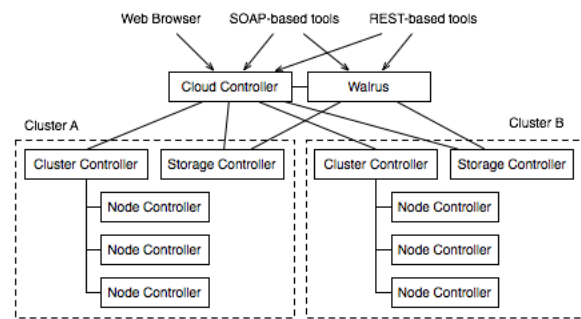 Web Browser SOAP-based tools REST-based tools
Cloud Controller Walrus
Cluster A Cluster B
Cluster Controller Storage Controller Cluster Controller Storage Controller
Node Controller Node Controller
Node Controller Node Controller
Node Controller Node Controller